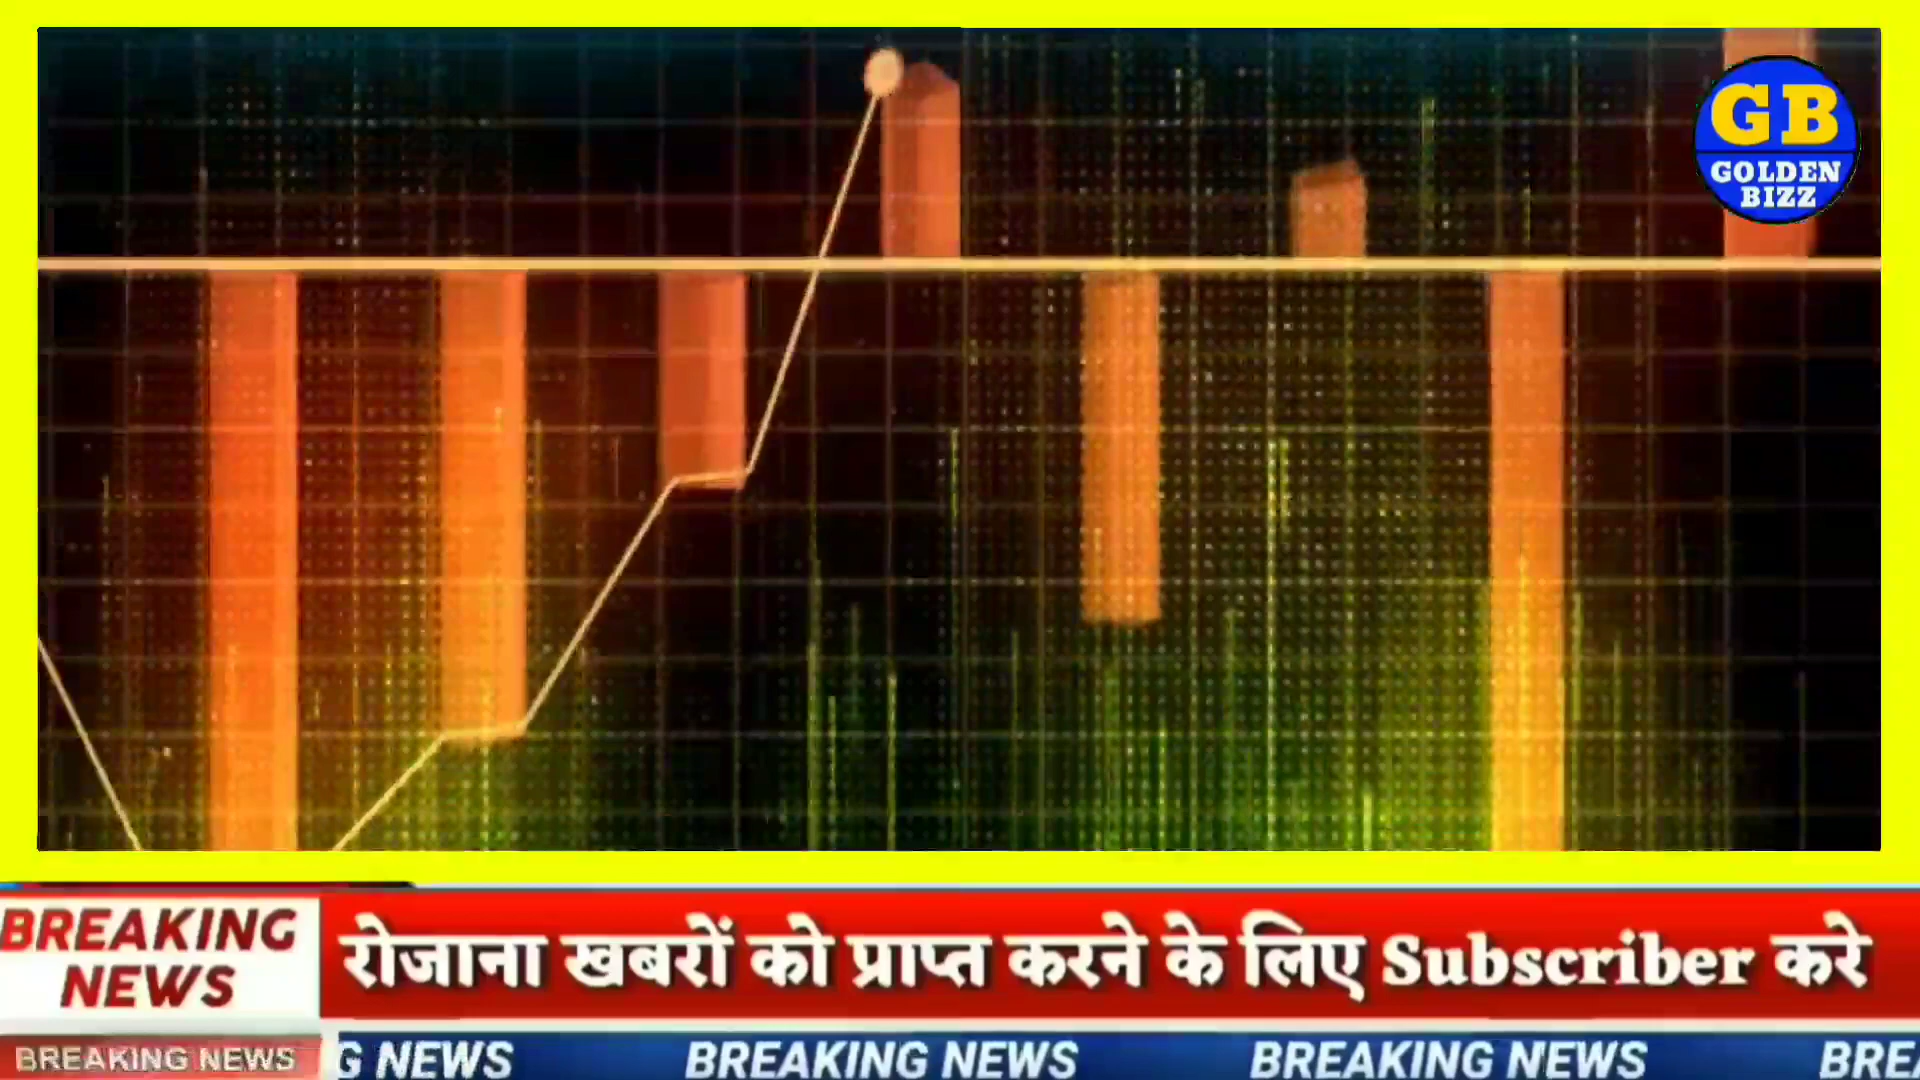 GB
GOLDEN
BIZZ
BREAKING
NEWS
रोजाना खबरों को प्राप्त करने के लिए Subscriber करे
BREAKING NEWS
G NEWS BREAKING NEWS BREAKING NEWS BRE